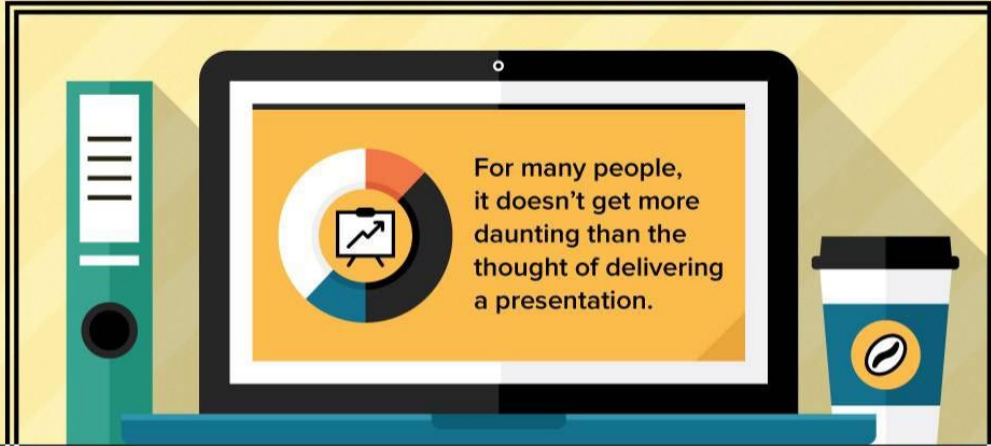 For many people,
it doesn’t get more
daunting than the
thought of delivering
a presentation.